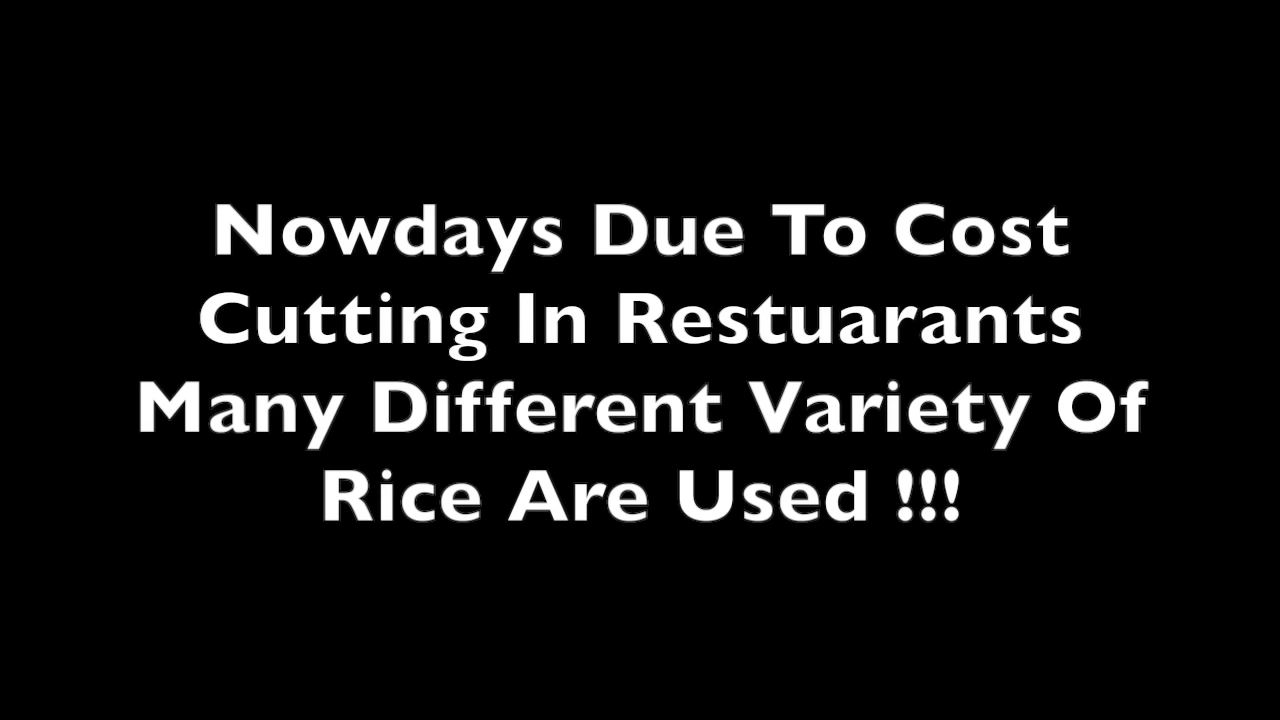 Nowdays Due To Cost
Cutting In Restuarants
Many Different Variety Of
Rice Are Used !!!